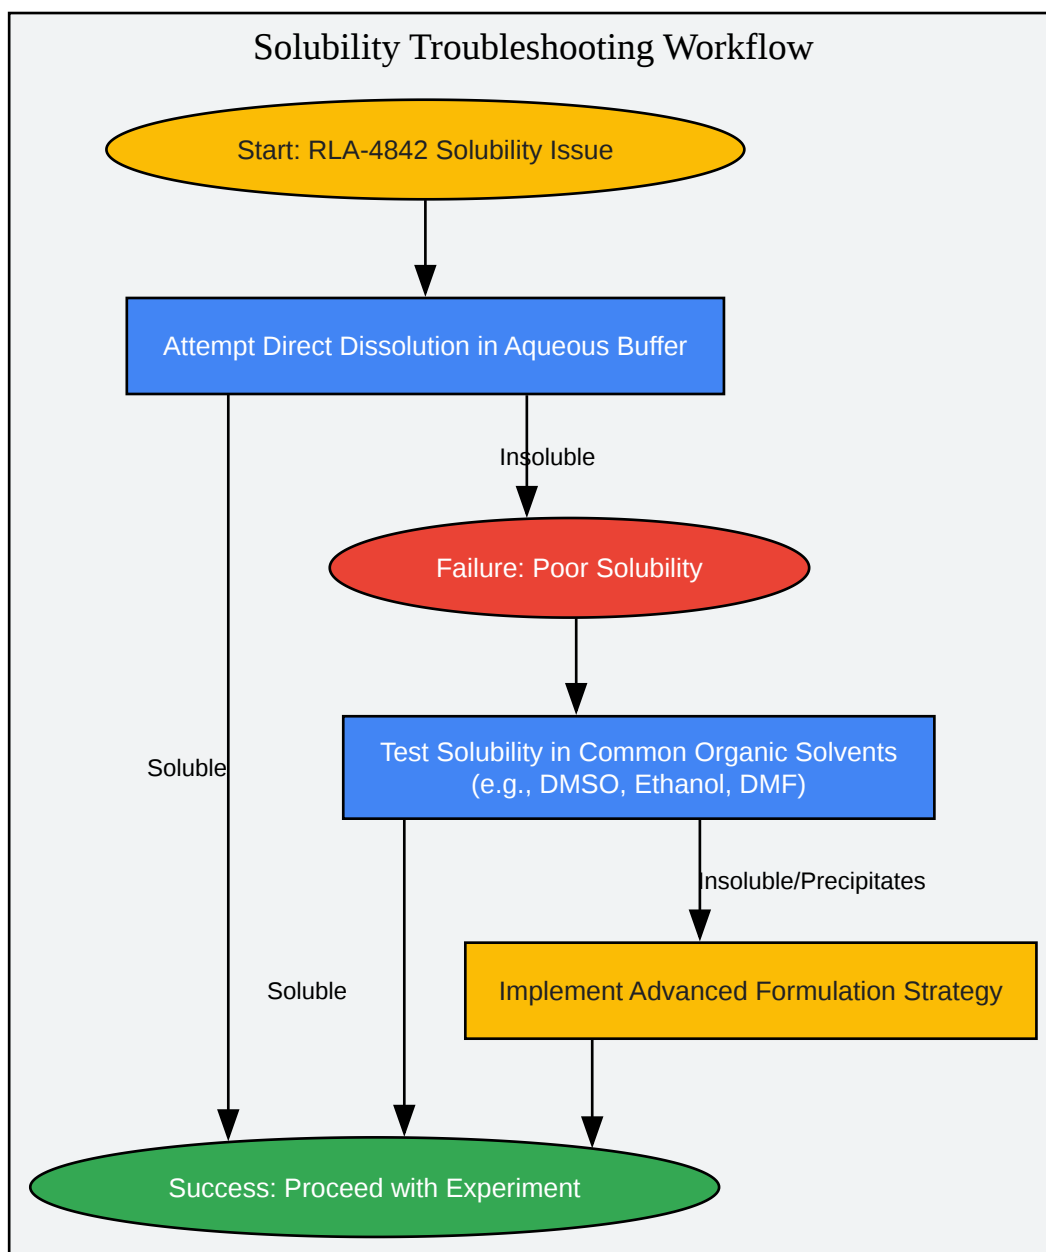 Solubility Troubleshooting Workflow
Start: RLA-4842 Solubility Issue
Attempt Direct Dissolution in Aqueous Buffer
Insoluble
Failure: Poor Solubility
Soluble
Test Solubility in Common Organic Solvents
(e.g., DMSO, Ethanol, DMF)
Insoluble/Precipitates
Soluble
Implement Advanced Formulation Strategy
Success: Proceed with Experiment